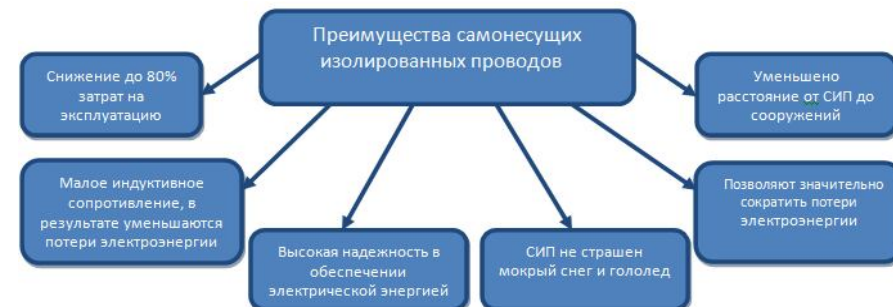 Преимущества самонесущих
изолированных проводов
Снижение до 80%
затрат на
эксплуатацию
Уменьшено
расстояние от СИП до
сооружений
Малое индуктивное
сопротивление, в
результате уменьшаются
потери электроэнергии
Позволяют значительно
сократить потери
электроэнергии
Высокая надежность в
обеспечении
электрической энергией
СИП не страшен
мокрый снег и гололед